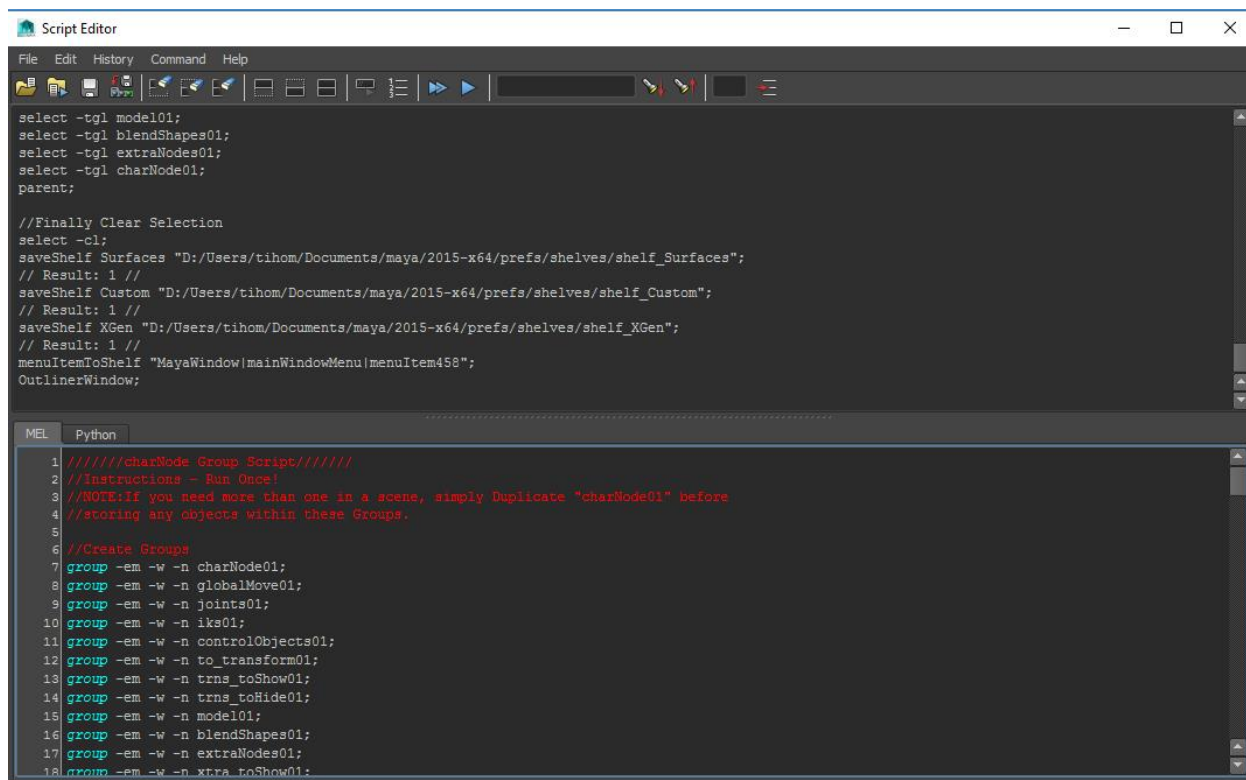 Script Editor
File Edit History Command Help
select -tgl model01;
select -tgl blendShapes01;
select -tgl extraNodes01;
select -tgl charNode01;
parent;
//Finally Clear Selection
select -cl;
saveShelf Surfaces "D:/Users/tihom/Documents/maya/2015-x64/prefs/shelves/shelf_Surfaces";
// Result: 1 //
saveShelf Custom "D:/Users/tihom/Documents/maya/2015-x64/prefs/shelves/shelf_Custom";
// Result: 1 //
saveShelf XGen "D:/Users/tihom/Documents/maya/2015-x64/prefs/shelves/shelf_XGen";
// Result: 1 //
menuItemToShelf "MayaWindow|mainWindowMenu|menuItem458";
OutlinerWindow;
MEL Python
1 ///////charNode Group Script///////
2 //Instructions - Run Once!
3 //NOTE:If you need more than one in a scene, simply Duplicate "charNode01" before
4 //storing any objects within these Groups.
5
6 //Create Groups
7 group -em -w -n charNode01;
8 group -em -w -n globalMove01;
9 group -em -w -n joints01;
10 group -em -w -n iks01;
11 group -em -w -n controlObjects01;
12 group -em -w -n to_transform01;
13 group -em -w -n trns_toShow01;
14 group -em -w -n trns_toHide01;
15 group -em -w -n model01;
16 group -em -w -n blendShapes01;
17 group -em -w -n extraNodes01;
18 group -em -w -n xtra_toShow01;